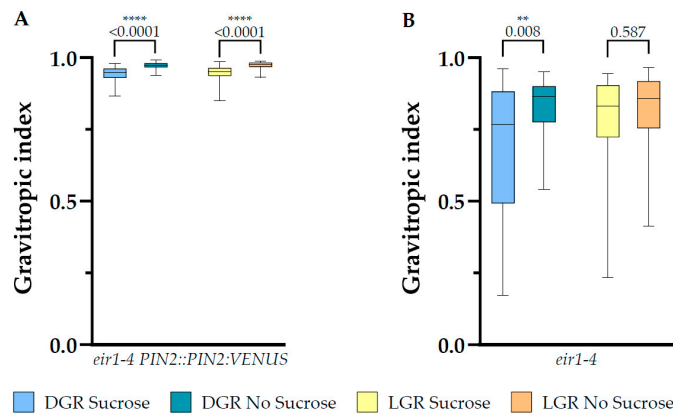 A
B
**** ****
<0.0001 <0.0001
**
0.008 0.587
Gravitropic index
1.0
0.5
0.0
eir1-4 PIN2::PIN2:VENUS
Gravitropic index
1.0
0.5
0.0
eir1-4
DGR Sucrose DGR No Sucrose LGR Sucrose LGR No Sucrose